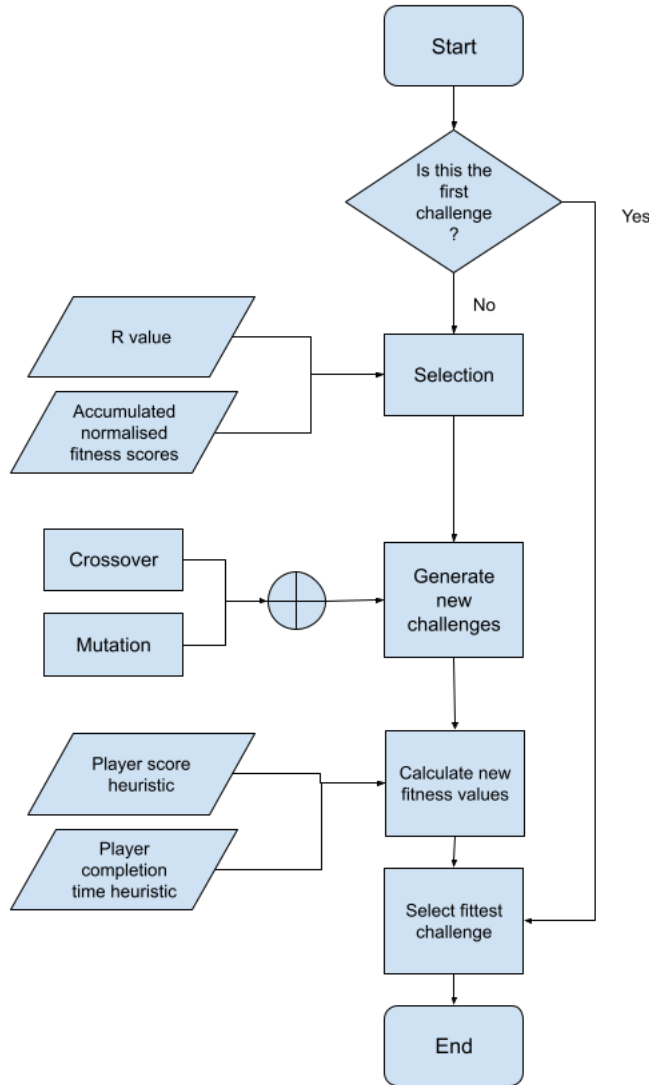 Start
Is this the
first
challenge
?
Yes
No
R value
Selection
Accumulated
normalised
fitness scores
Crossover
Generate
new
challenges
Mutation
Player score
heuristic
Calculate new
fitness values
Player
completion
time heuristic
Select fittest
challenge
End